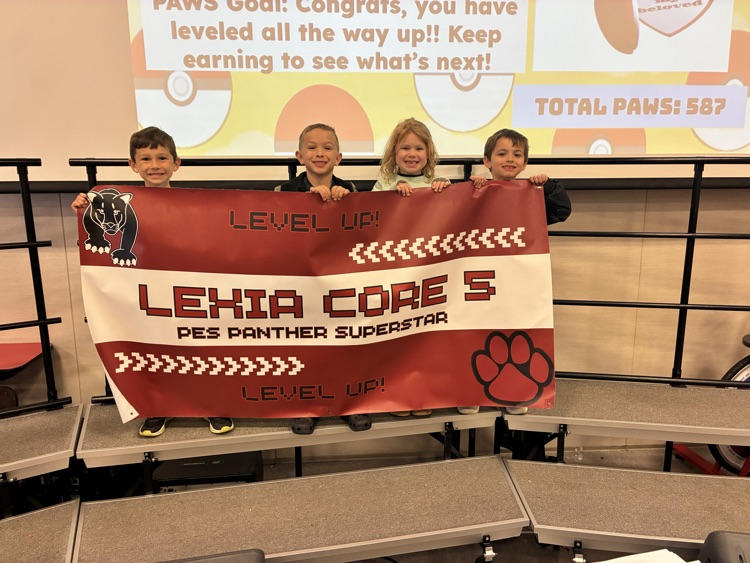 PAWS Goal: Congrats, you have
leveled all the way up!! Keep
earning to see what's next!
beloved
TOTAL PAWS: 587
LEVEL UP!
LEXIA CORE 5
PES PANTHER SUPERSTAR
LEVEL UP!